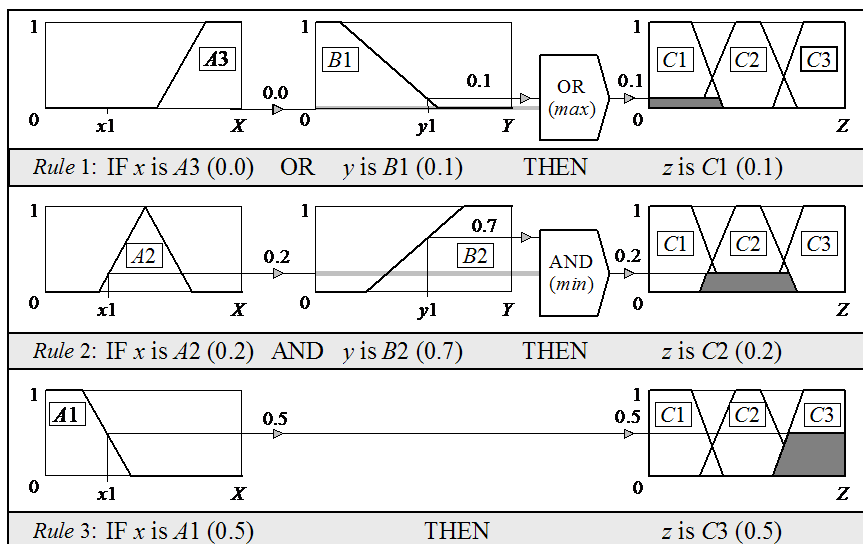 1 A3 0.0 1 B1 0.1 OR (max) 0.1 1 C1 C2 C3
0 x1 X 0 y1 Y 0 Z
Rule 1: IF x is A3 (0.0) OR y is B1 (0.1) THEN z is C1 (0.1)
1 A2 0.2 1 0.7 B2 AND (min) 0.2 1 C1 C2 C3
0 x1 X 0 y1 Y 0 Z
Rule 2: IF x is A2 (0.2) AND y is B2 (0.7) THEN z is C2 (0.2)
1 A1 0.5 0.5 1 C1 C2 C3
0 x1 X 0 Z
Rule 3: IF x is A1 (0.5) THEN z is C3 (0.5)